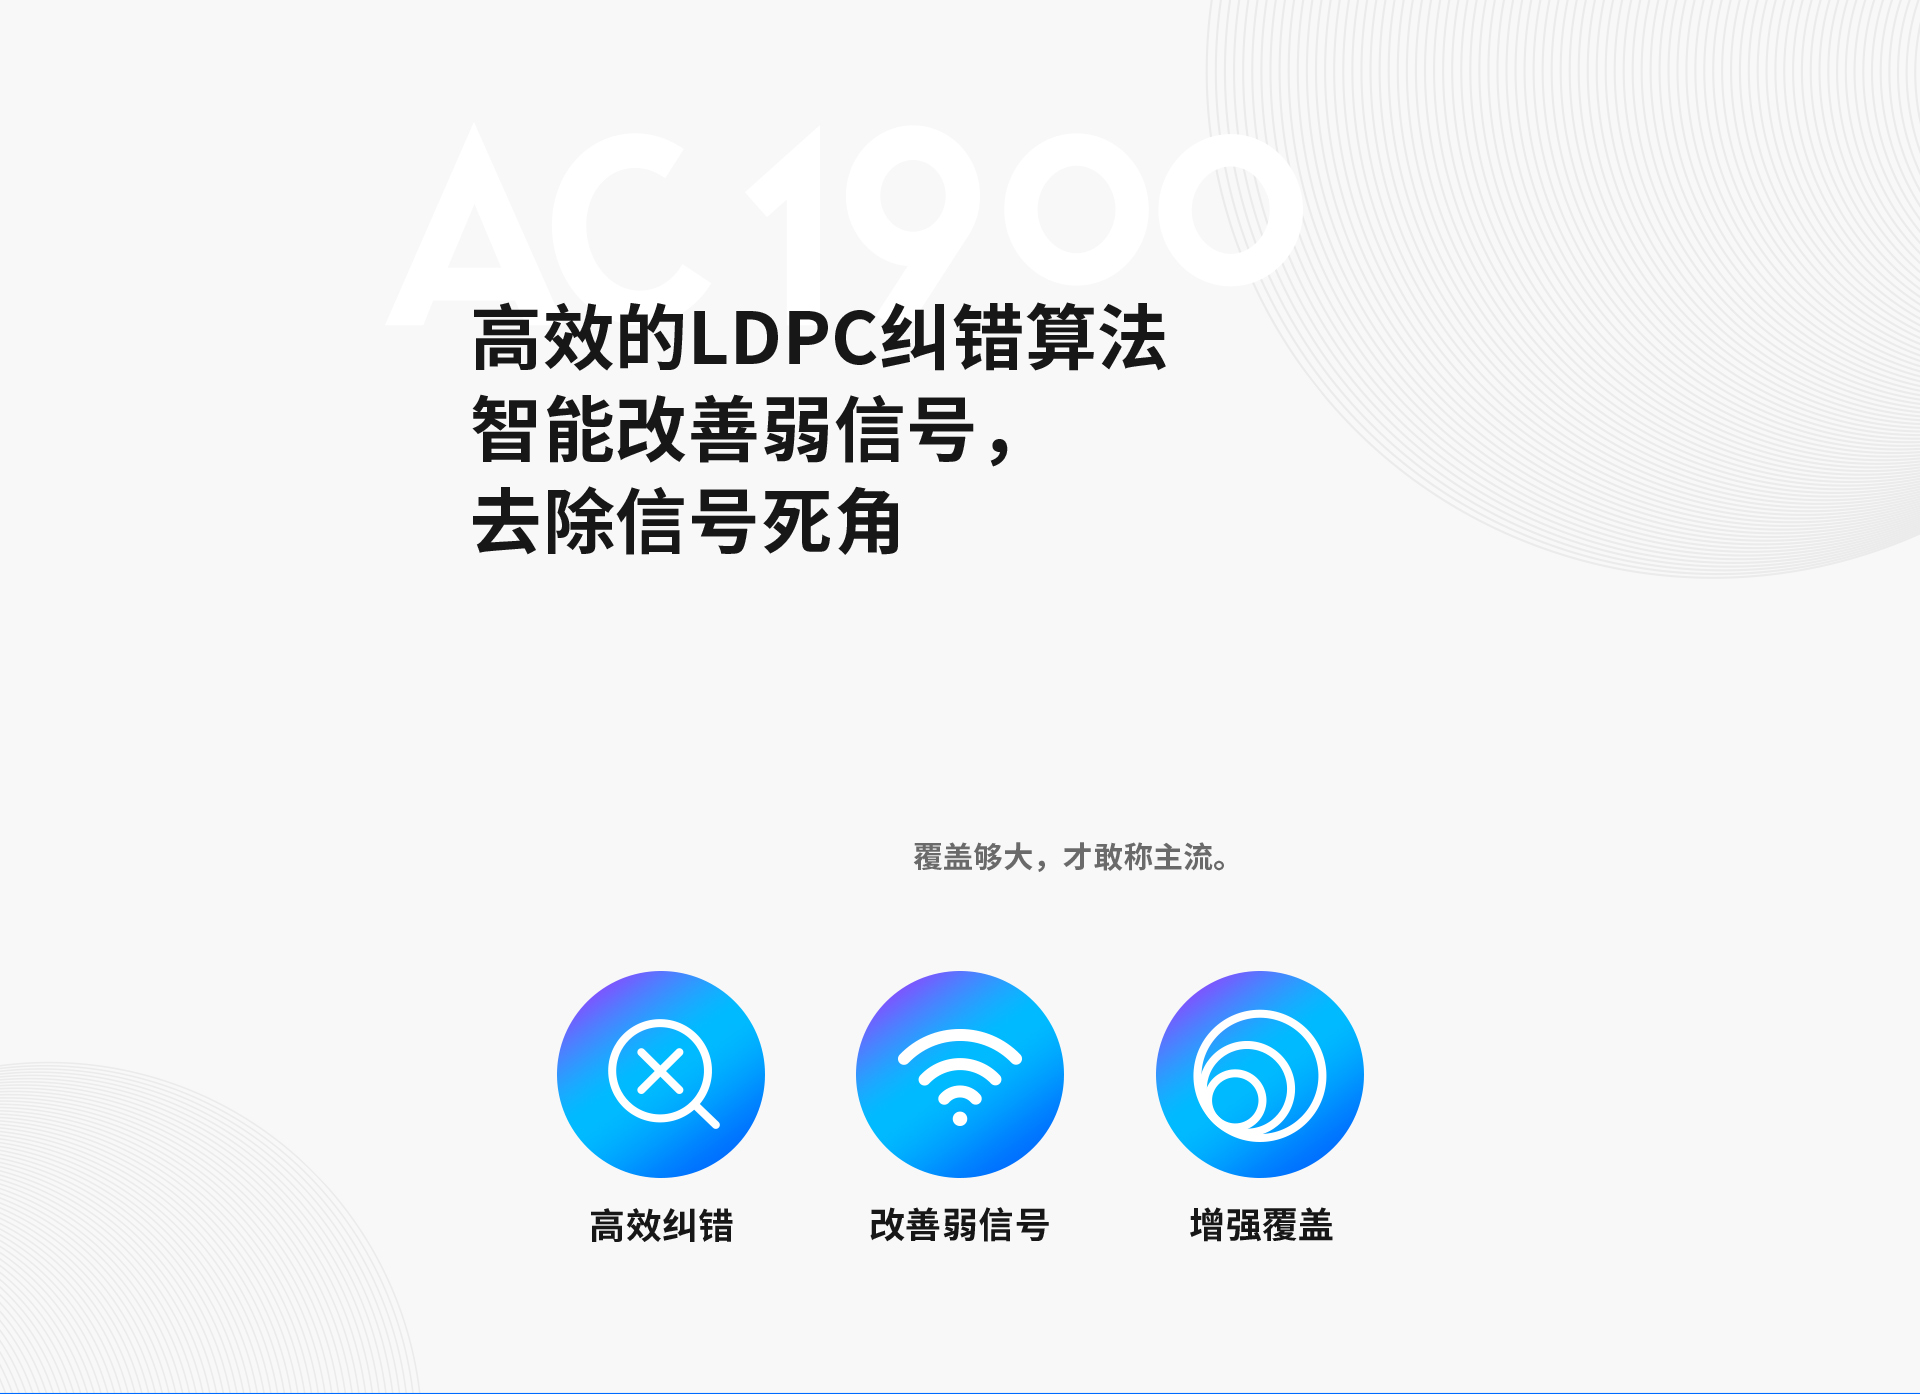 AC1900
高效的LDPC纠错算法
智能改善弱信号，
去除信号死角
覆盖够大，才敢称主流。
高效纠错
改善弱信号
增强覆盖